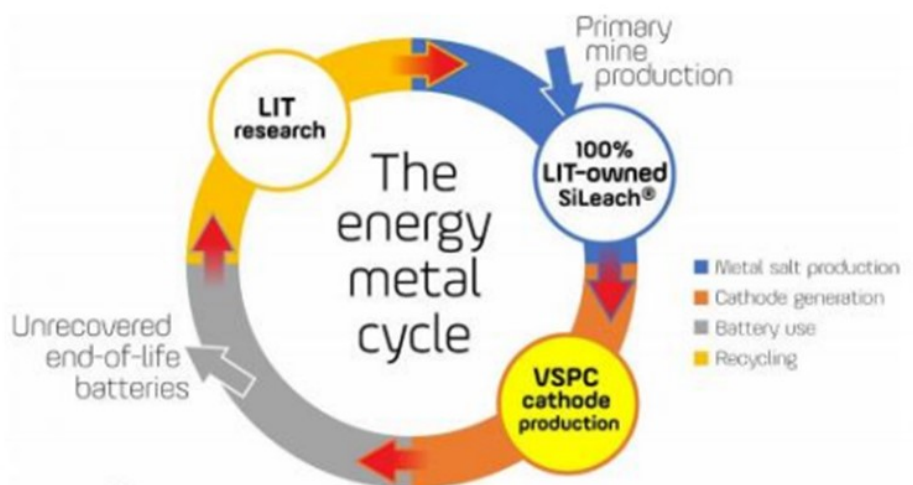 Primary
mine
production
LIT
research
100%
LIT-owned
SiLeach®
The
energy
metal
cycle
Metal salt production
Cathode generation
Battery use
Recycling
Unrecovered
end-of-life
batteries
VSPC
cathode
production